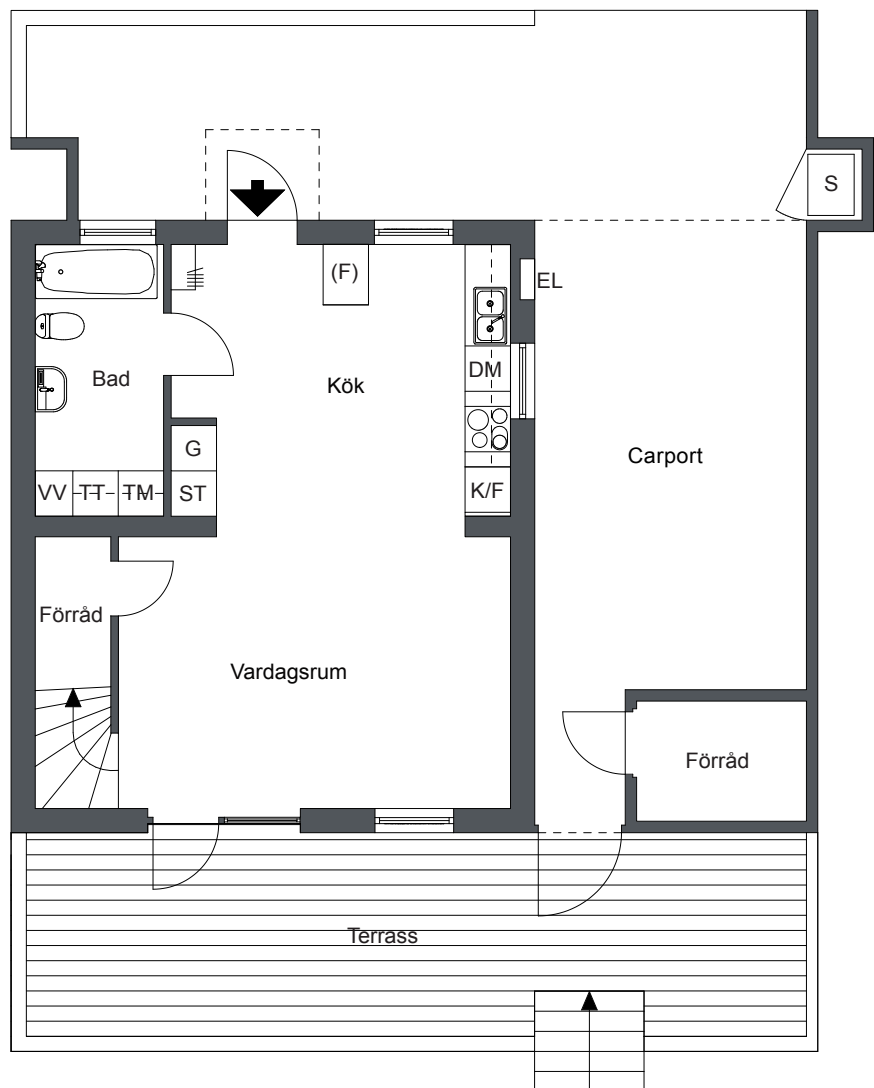 S
(F)
EL
DM
Bad
Kök
G
Carport
VV
TT
TM
ST
K/F
Förråd
Vardagsrum
Förråd
Terrass